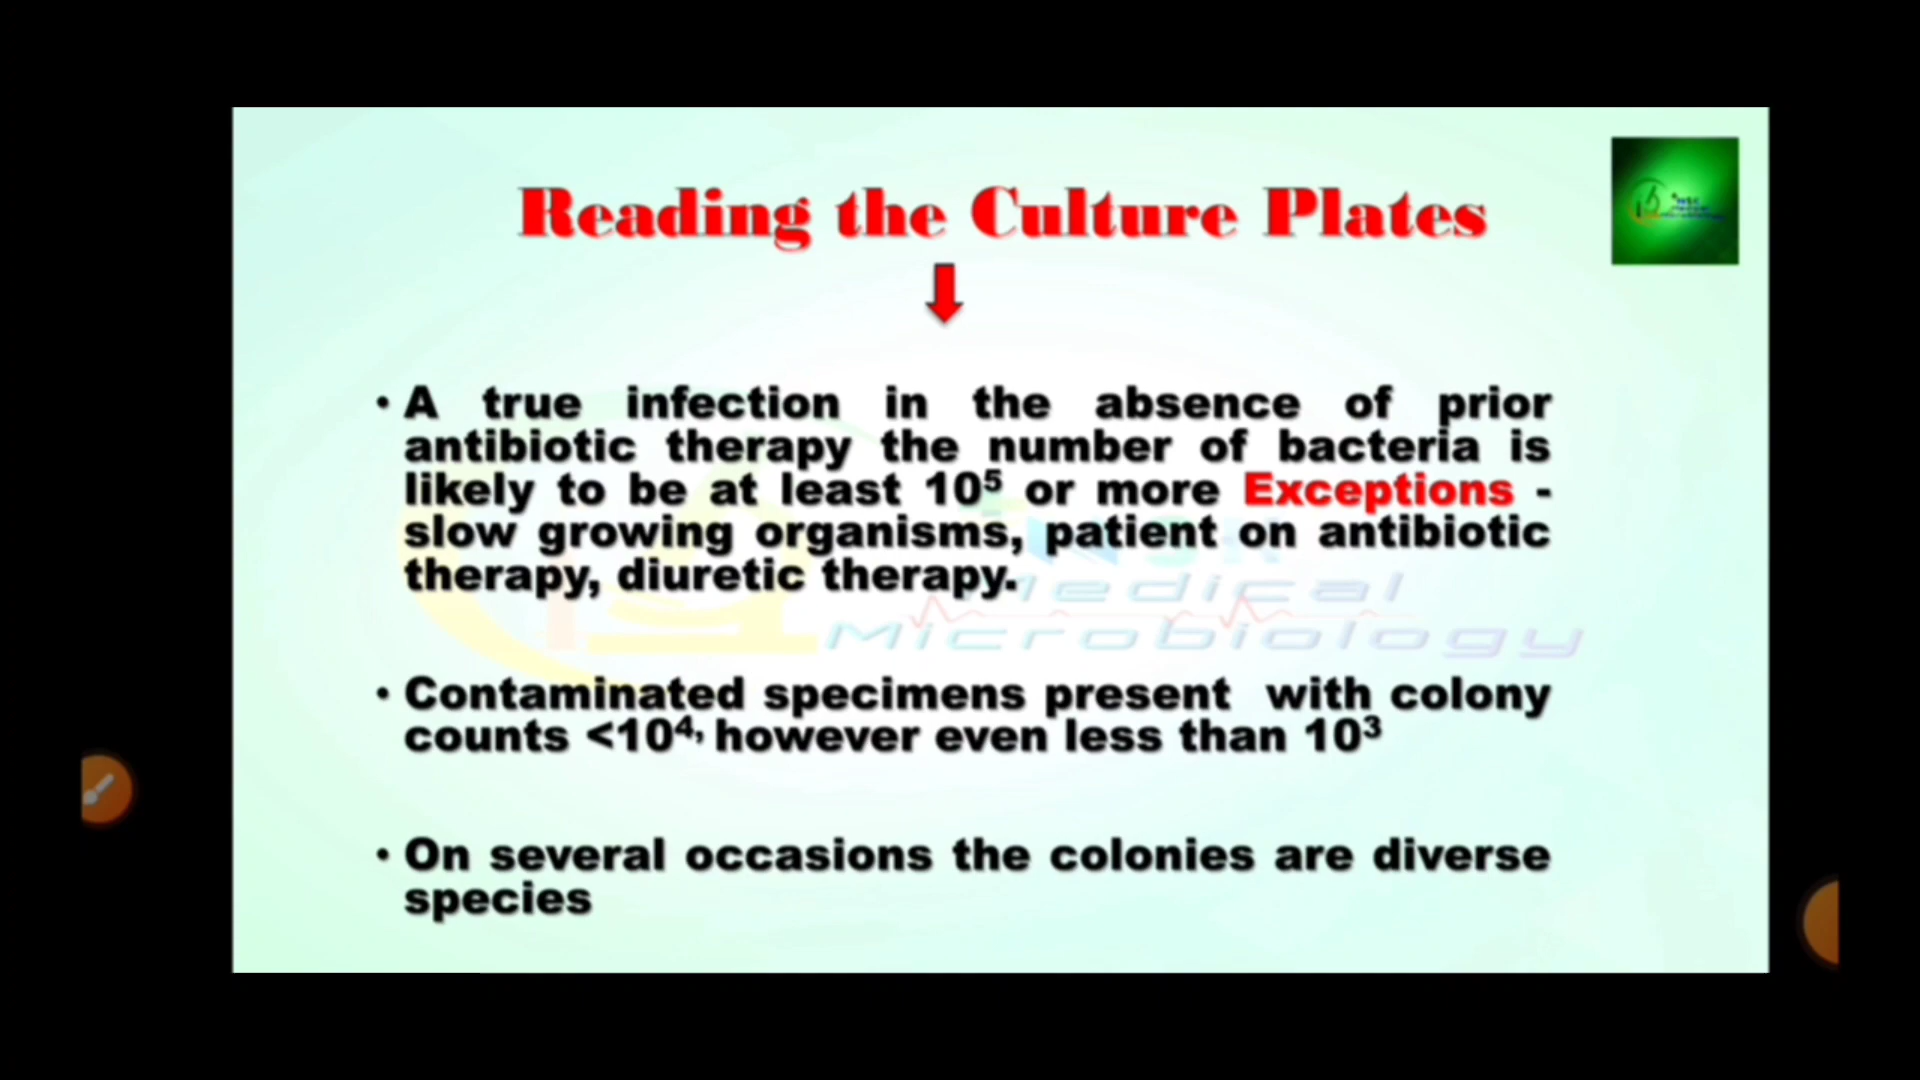 Reading the Culture Plates
• A true infection in the absence of prior
antibiotic therapy the number of bacteria is
likely to be at least 10⁵ or more Exceptions -
slow growing organisms, patient on antibiotic
therapy, diuretic therapy.
Medical
Microbiology
• Contaminated specimens present with colony
counts <10⁴, however even less than 10³
• On several occasions the colonies are diverse
species